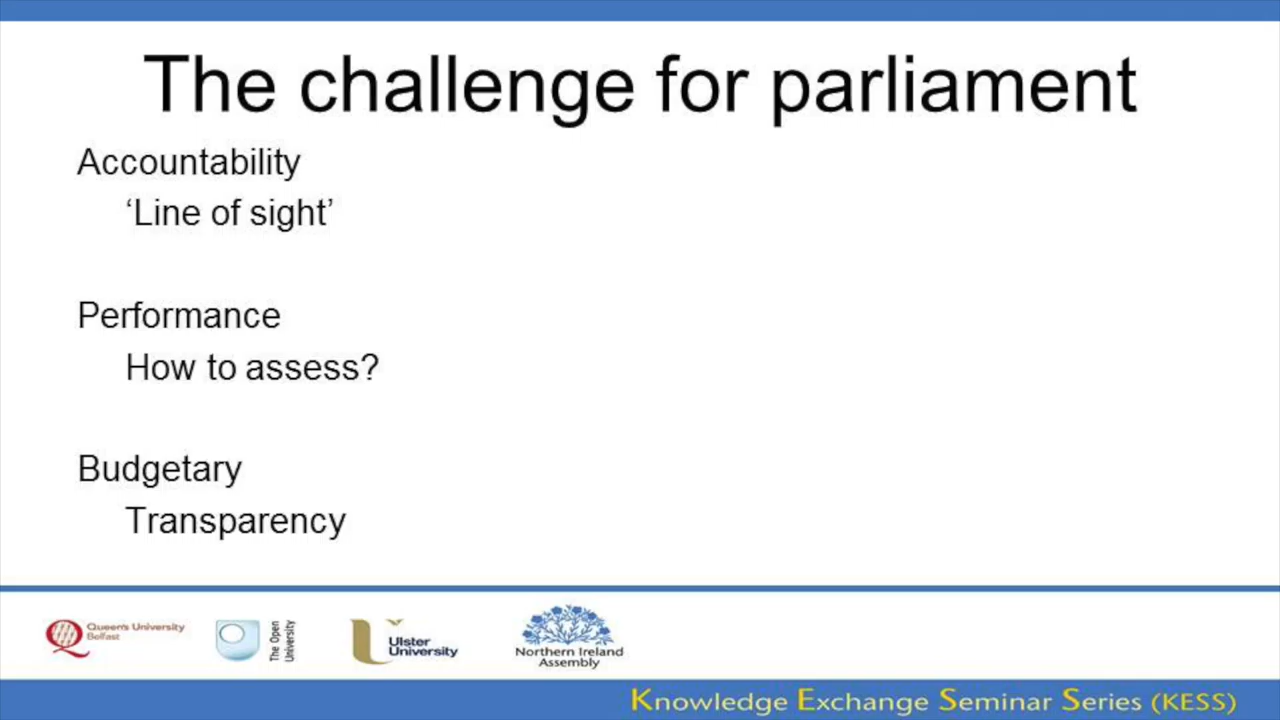 The challenge for parliament
Accountability
‘Line of sight’
Performance
How to assess?
Budgetary
Transparency
Queen's University
Belfast
The Open
University
Ulster
University
Northern Ireland
Assembly
Knowledge Exchange Seminar Series (KESS)